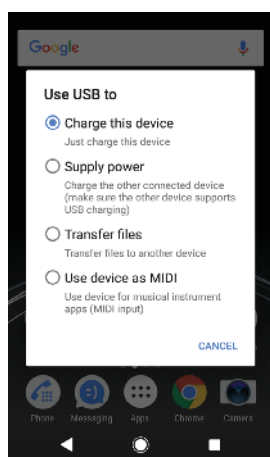 Google
Use USB to
Charge this device
Just charge this device
Supply power
Charge the other connected device
(make sure the other device supports
USB charging)
Transfer files
Transfer files to another device
Use device as MIDI
Use device for musical instrument
apps (MIDI input)
CANCEL
Phone Messaging Apps Chrome Camera